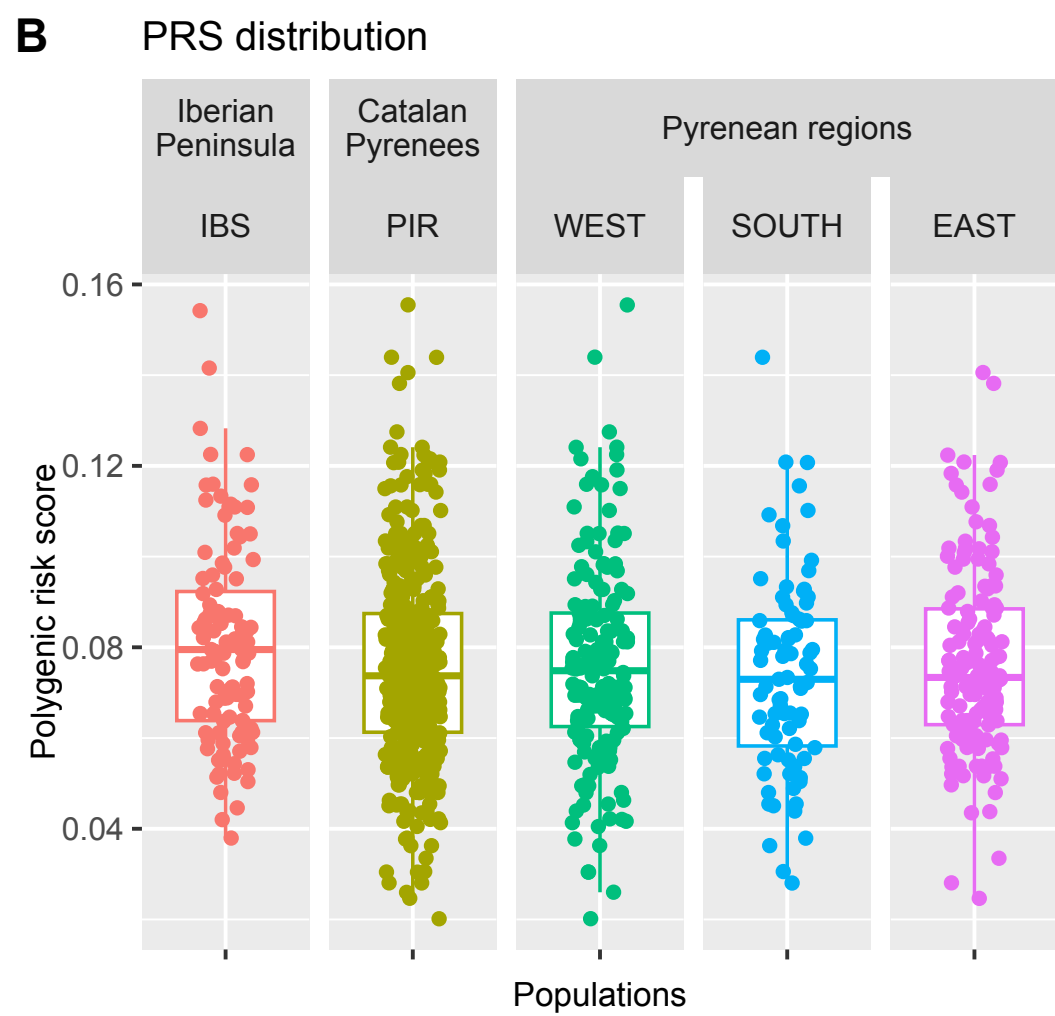 B PRS distribution
Iberian
Peninsula
Catalan
Pyrenees
Pyrenean regions
IBS
PIR
WEST
SOUTH
EAST
0.16
0.12
0.08
0.04
Polygenic risk score
Populations